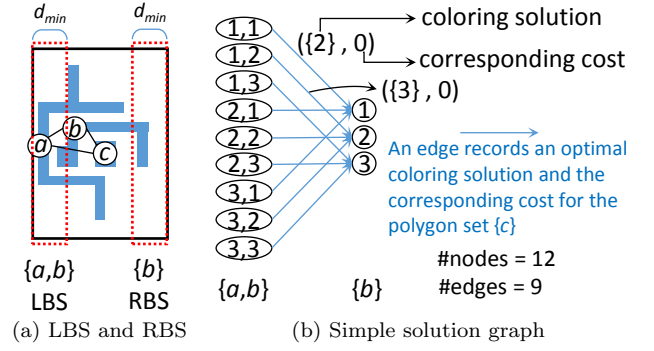 d_min d_min
a
b
c
{a,b} {b}
LBS RBS
(a) LBS and RBS
1,1
1,2
1,3
2,1
2,2
2,3
3,1
3,2
3,3
{a,b}
1
2
3
{b}
coloring solution
({2} , 0)
corresponding cost
({3} , 0)
An edge records an optimal
coloring solution and the
corresponding cost for the
polygon set {c}
#nodes = 12
#edges = 9
(b) Simple solution graph